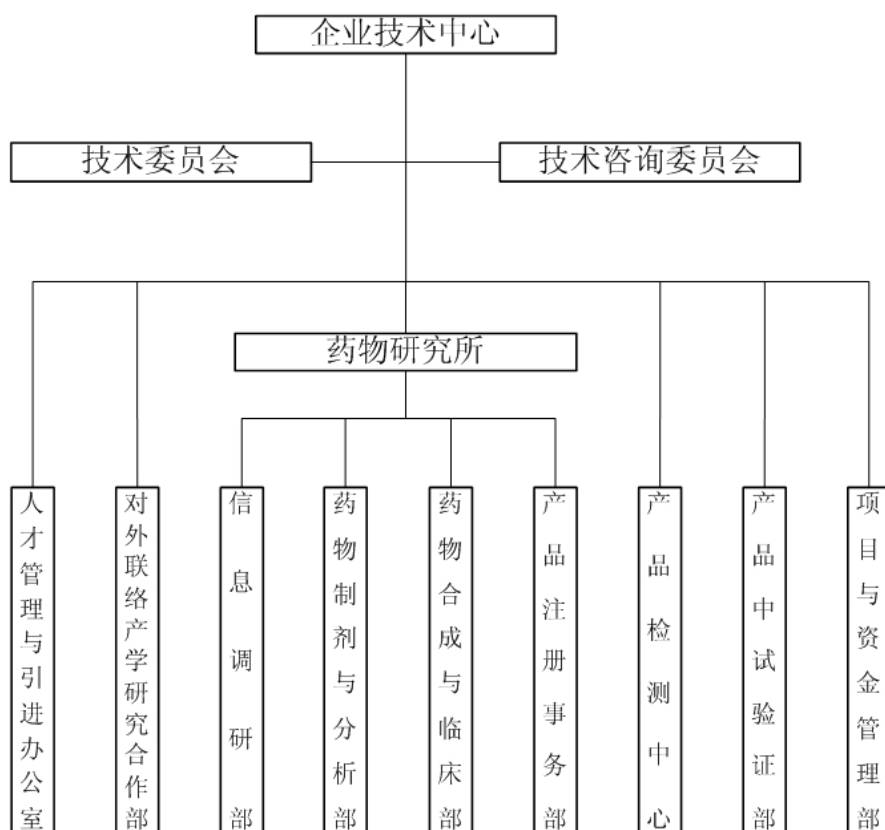 企业技术中心
技术委员会
技术咨询委员会
药物研究所
人才管理与引进办公室
对外联络产学研究合作部
信息调研部
药物制剂与分析部
药物合成与临床部
产品注册事务部
产品检测中心
产品中试验证部
项目与资金管理部